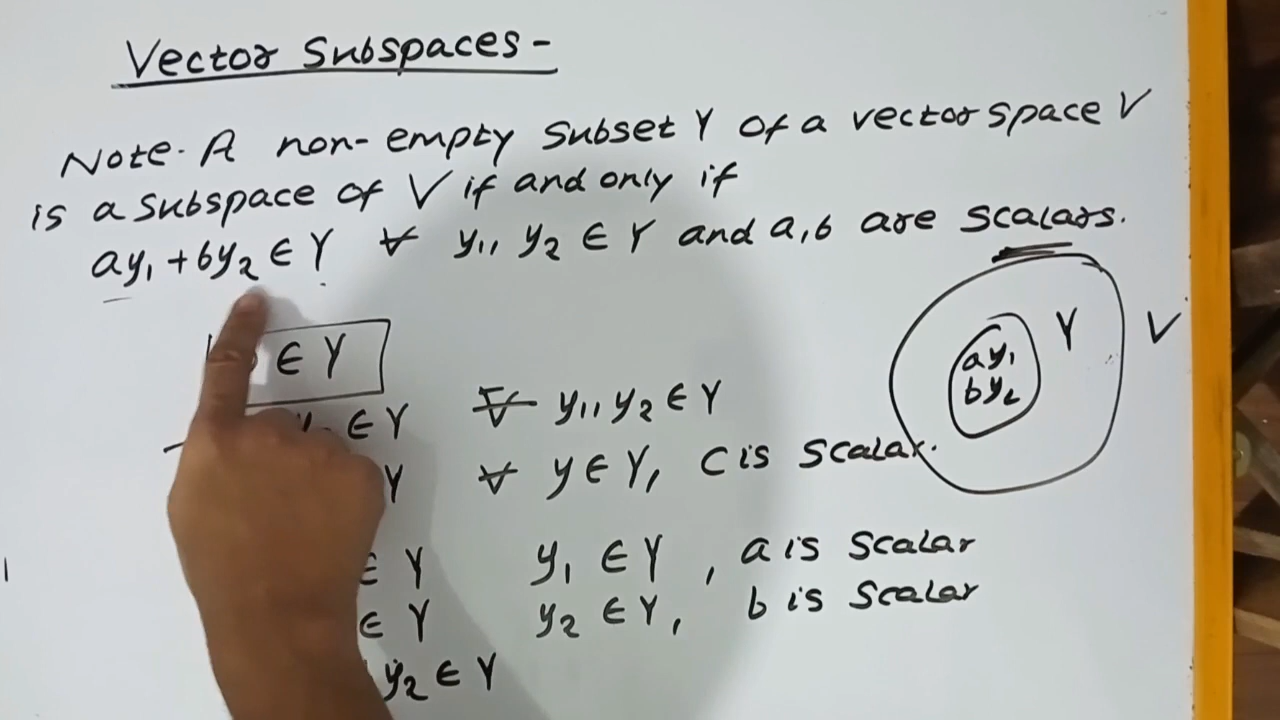 Vector Subspaces -
Note. A non-empty subset Y of a vector space V
is a subspace of V if and only if
ay₁ + by₂ ∈ Y ∀ y₁, y₂ ∈ Y and a, b are scalars.
∈ Y
∈ Y ∀ y₁, y₂ ∈ Y
Y ∀ y ∈ Y, C is scalar.
∈ Y y₁ ∈ Y, a is scalar
∈ Y y₂ ∈ Y, b is scalar
y₂ ∈ Y
ay₁
by₂
Y
V